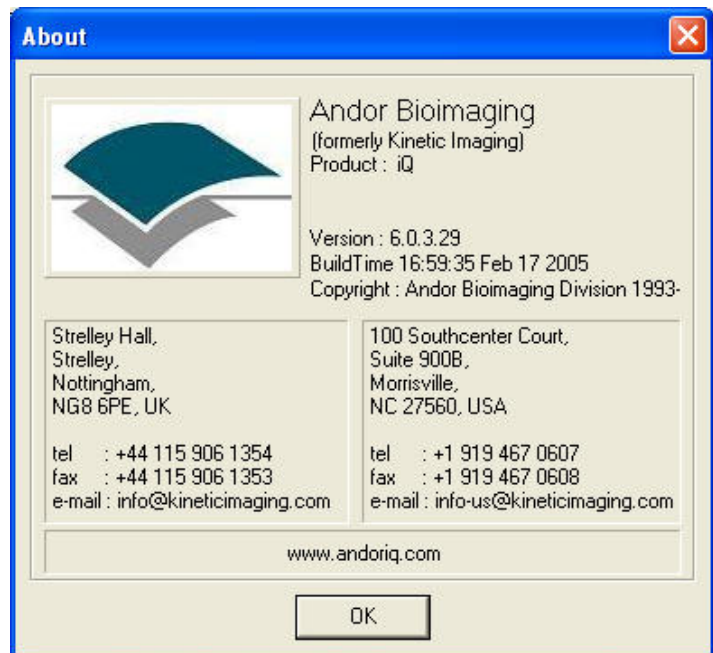 About
Andor Bioimaging
(formerly Kinetic Imaging)
Product : iQ
Version : 6.0.3.29
BuildTime 16:59:35 Feb 17 2005
Copyright : Andor Bioimaging Division 1993-
Strelley Hall,
Strelley,
Nottingham,
NG8 6PE, UK
tel : +44 115 906 1354
fax : +44 115 906 1353
e-mail : info@kineticimaging.com
100 Southcenter Court,
Suite 900B,
Morrisville,
NC 27560, USA
tel : +1 919 467 0607
fax : +1 919 467 0608
e-mail : info-us@kineticimaging.com
www.andoriq.com
OK